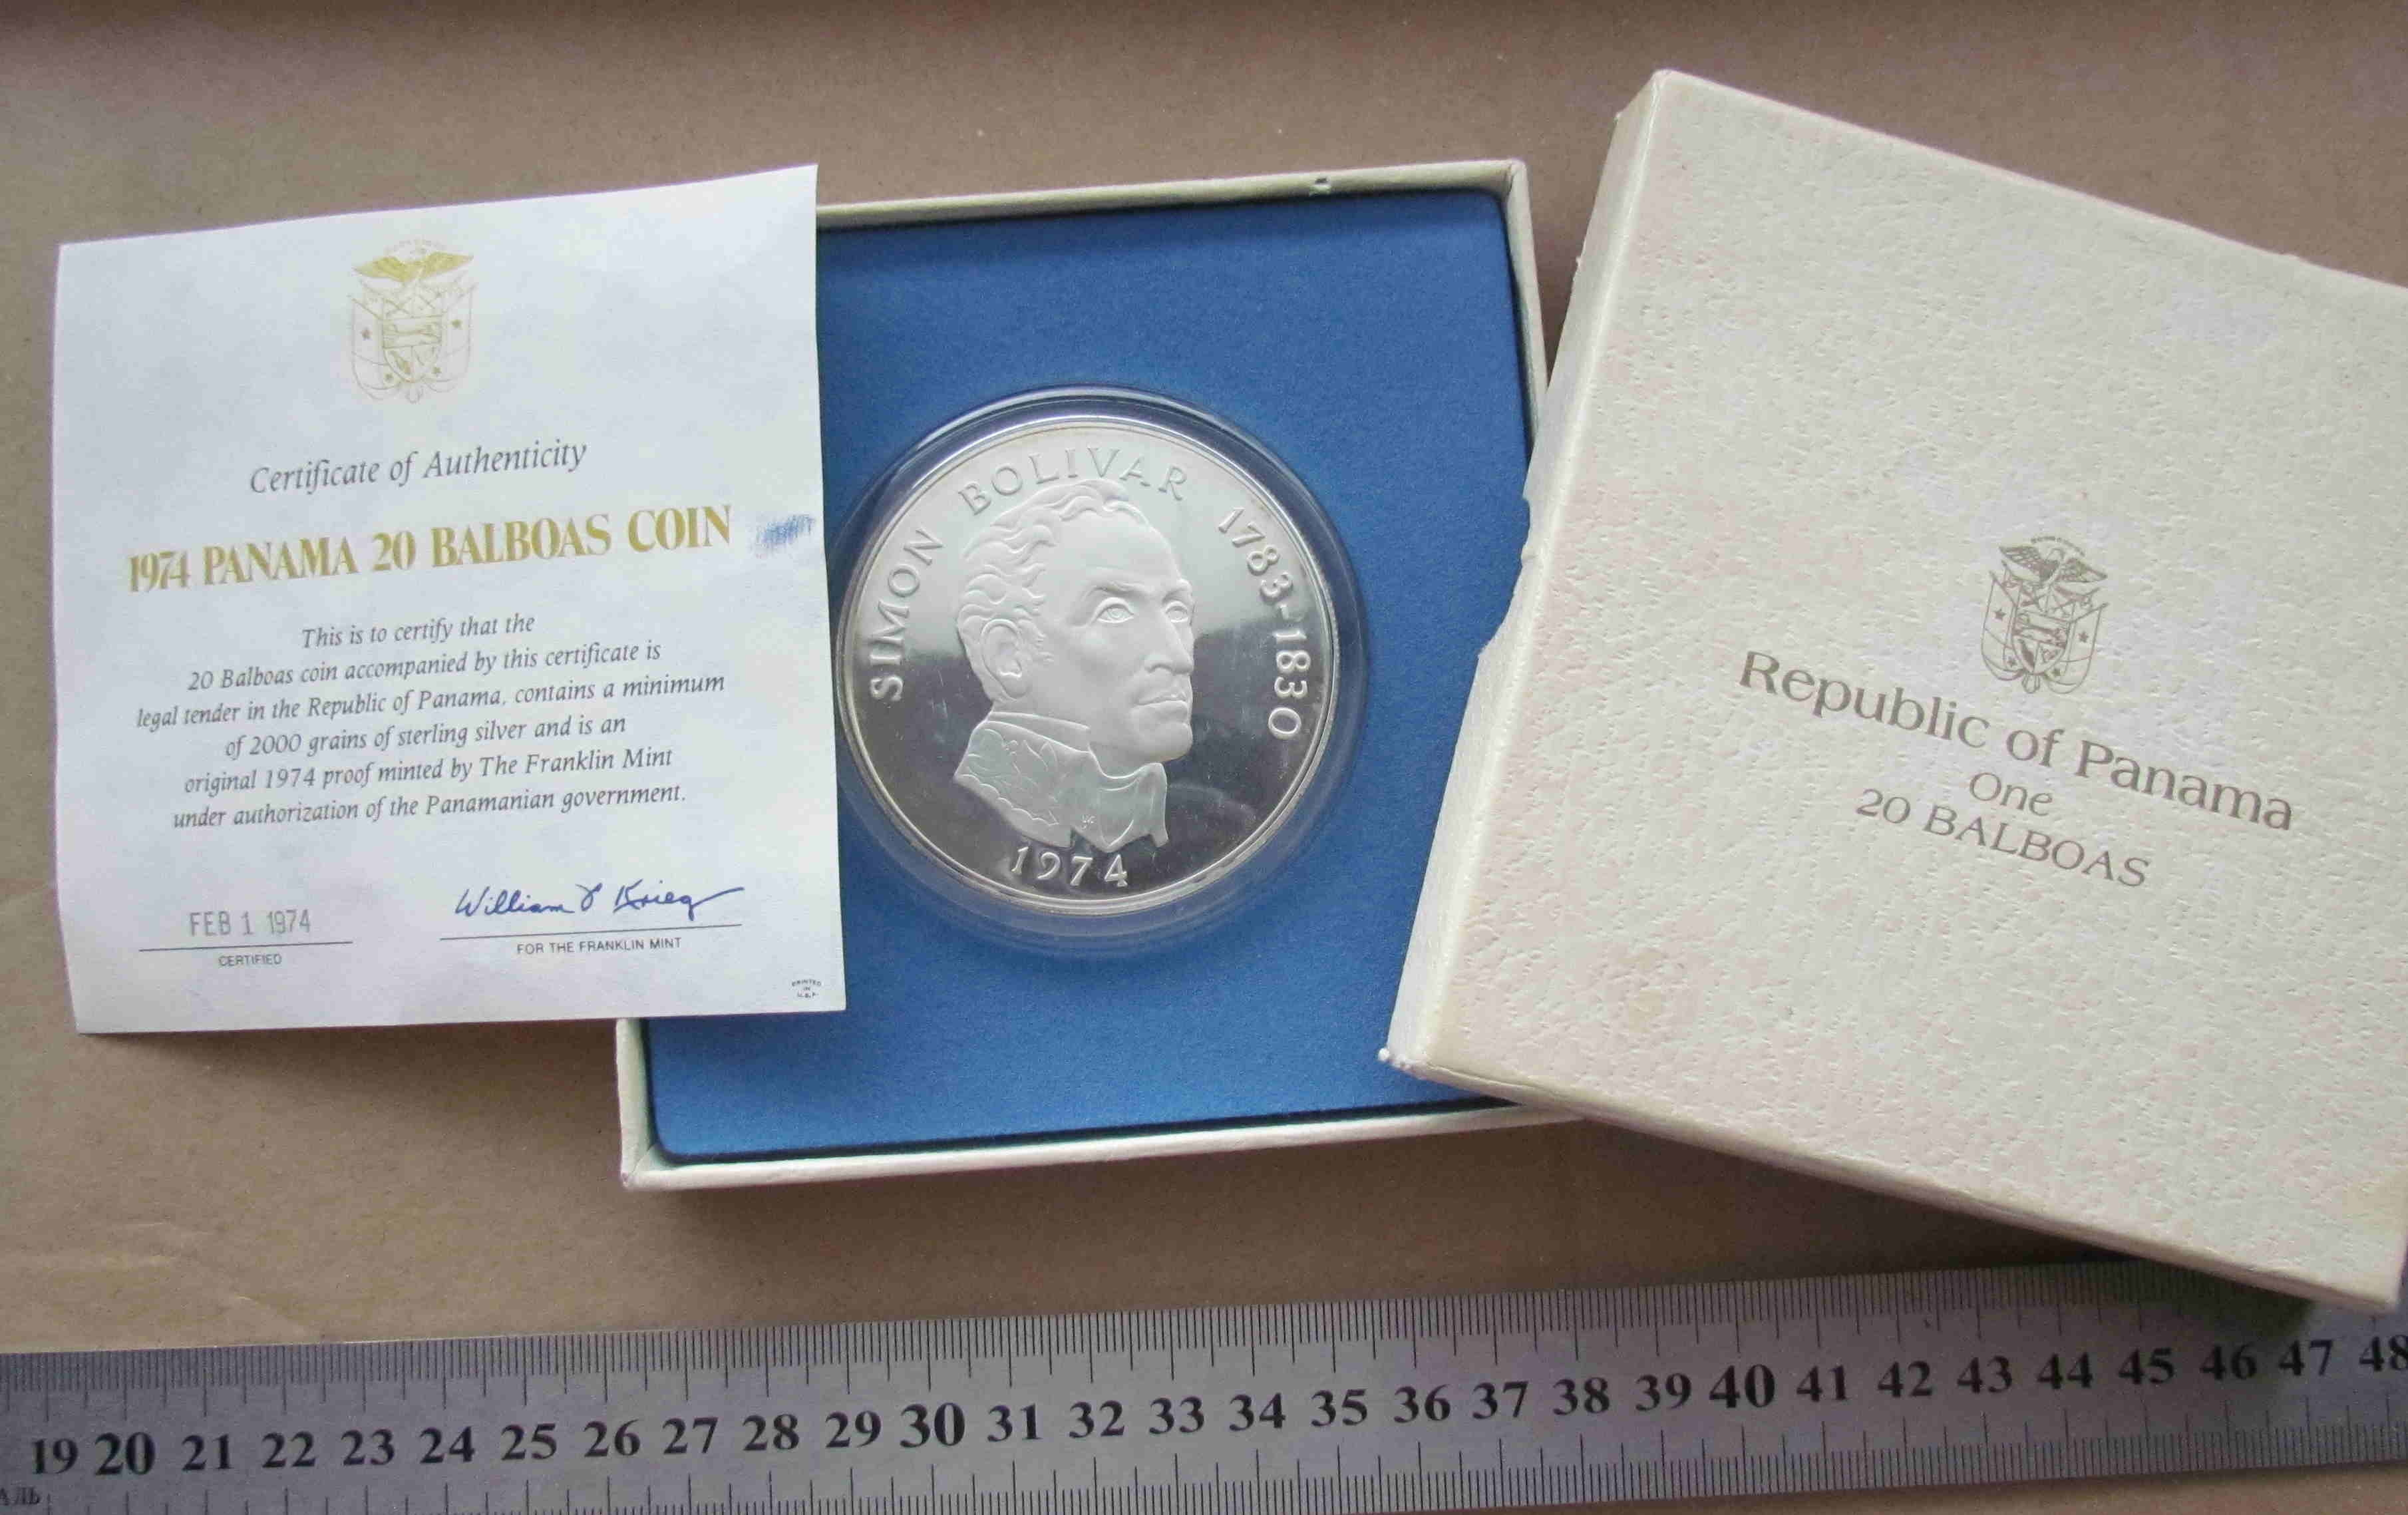 Certificate of Authenticity
1974 PANAMA 20 BALBOAS COIN
This is to certify that the
20 Balboas coin accompanied by this certificate is
legal tender in the Republic of Panama, contains a minimum
of 2000 grains of sterling silver and is an
original 1974 proof minted by The Franklin Mint
under authorization of the Panamanian government.
FEB 1 1974
CERTIFIED
William Krieg
FOR THE FRANKLIN MINT
PRINTED
IN
U.S.A.
SIMON BOLIVAR 1783-1830
1974
Republic of Panama
One
20 BALBOAS
19 20 21 22 23 24 25 26 27 28 29 30 31 32 33 34 35 36 37 38 39 40 41 42 43 44 45 46 47 48